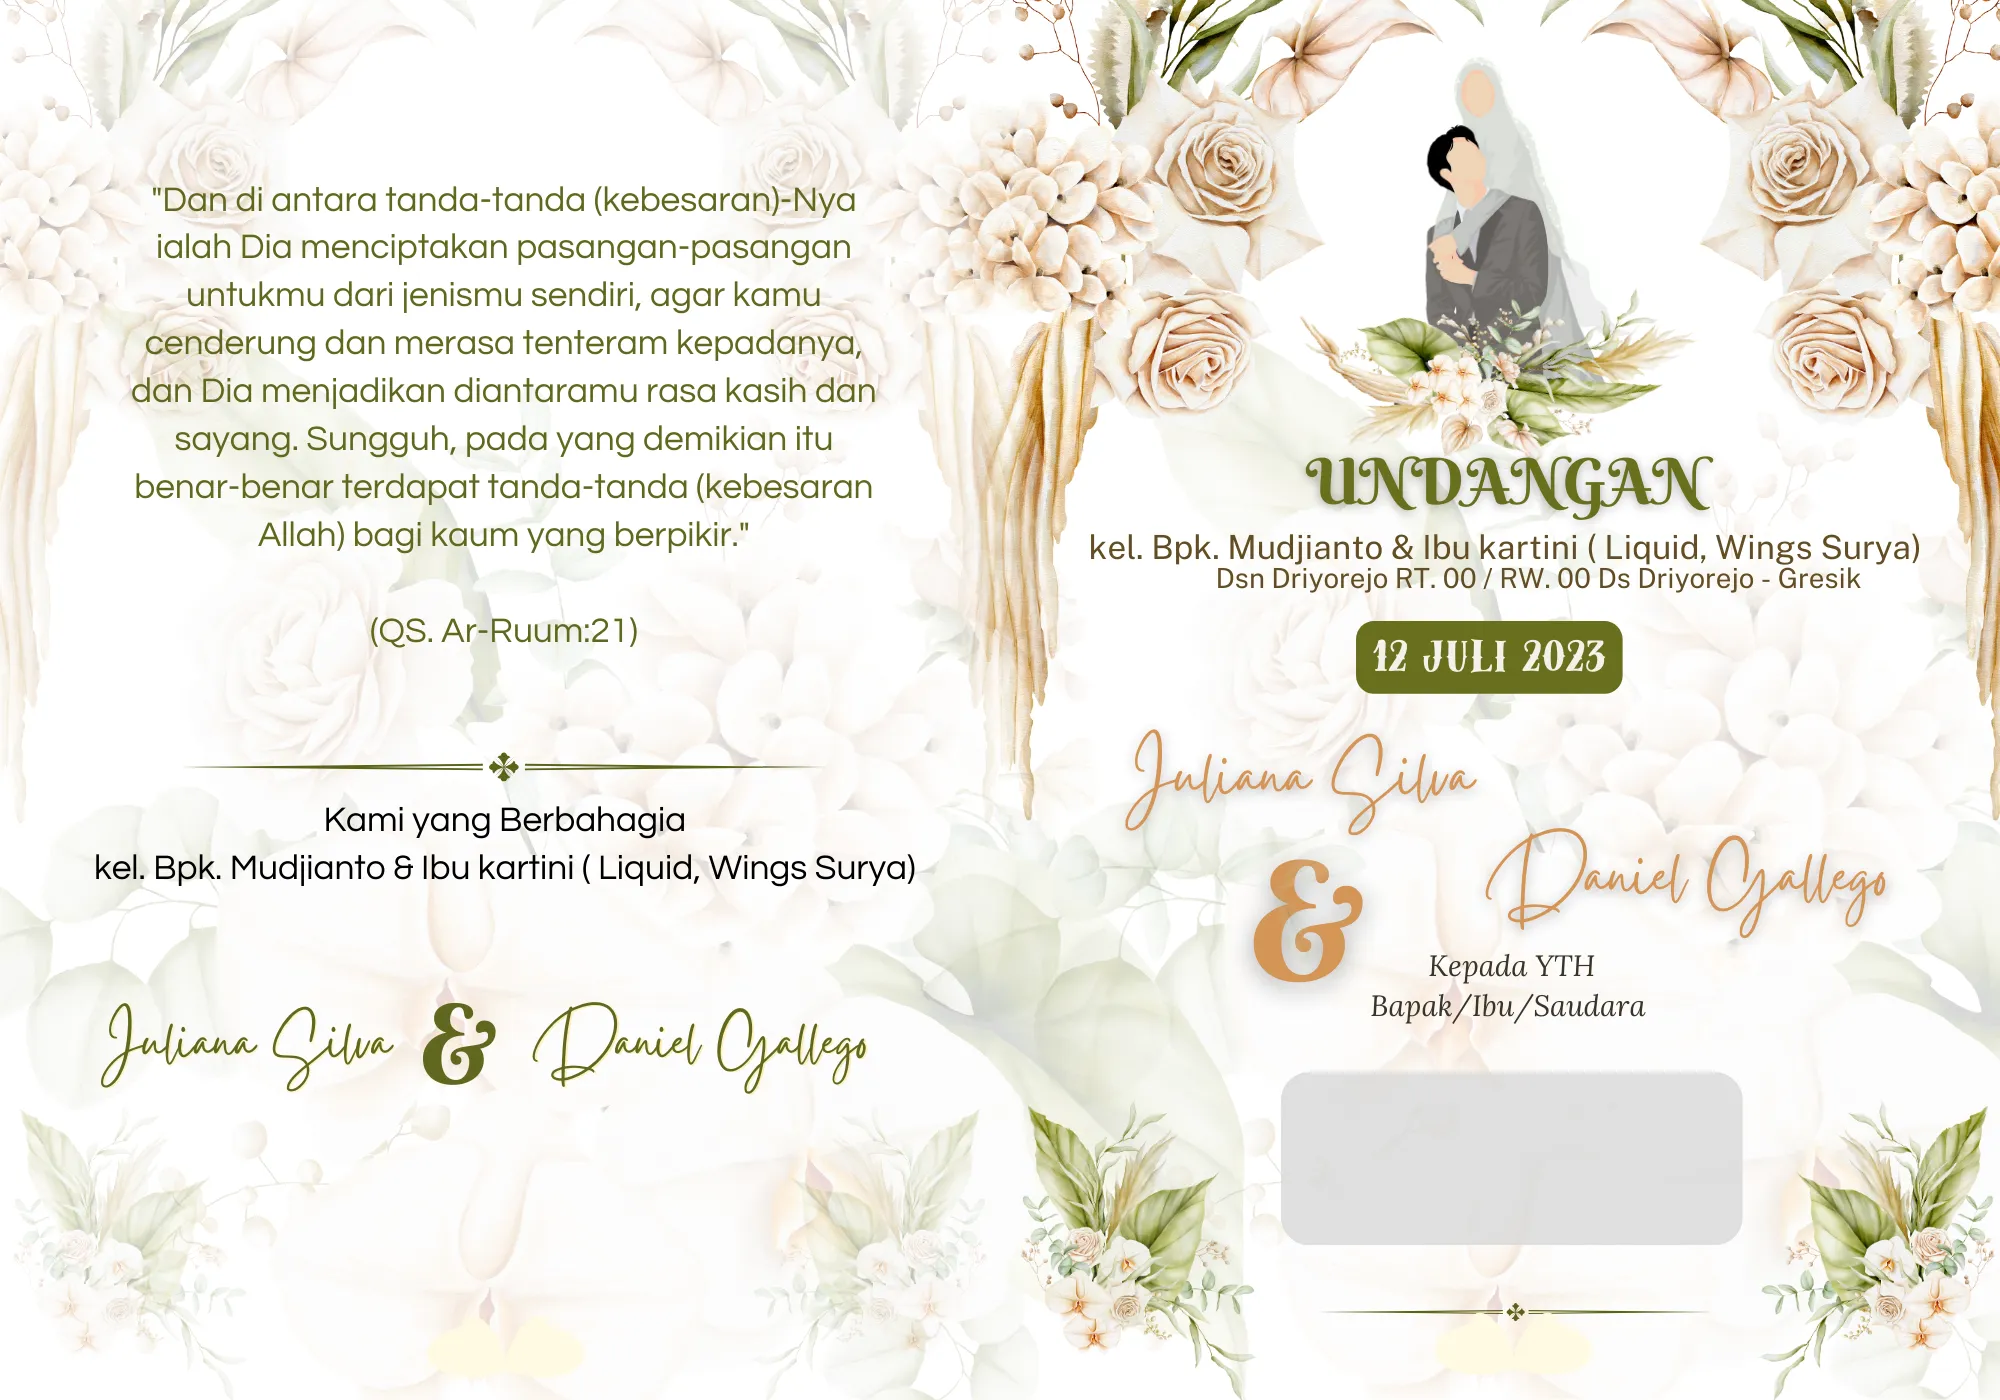 "Dan di antara tanda-tanda (kebesaran)-Nya
ialah Dia menciptakan pasangan-pasangan
untukmu dari jenismu sendiri, agar kamu
cenderung dan merasa tenteram kepadanya,
dan Dia menjadikan diantaramu rasa kasih dan
sayang. Sungguh, pada yang demikian itu
benar-benar terdapat tanda-tanda (kebesaran
Allah) bagi kaum yang berpikir."
(QS. Ar-Ruum:21)
Kami yang Berbahagia
kel. Bpk. Mudjianto & Ibu kartini ( Liquid, Wings Surya)
Juliana Silva & Daniel Gallego
UNDANGAN
kel. Bpk. Mudjianto & Ibu kartini ( Liquid, Wings Surya)
Dsn Driyorejo RT. 00 / RW. 00 Ds Driyorejo - Gresik
12 JULI 2023
Juliana Silva
&
Daniel Gallego
Kepada YTH
Bapak/Ibu/Saudara